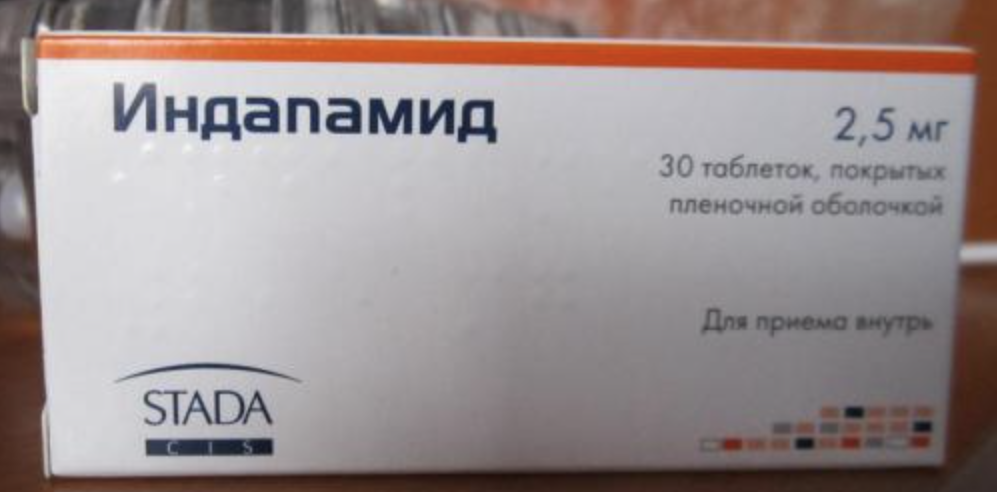 Индапамид
2,5 мг
30 таблеток, покрытых
пленочной оболочкой
Для приема внутрь
STADA
CIS